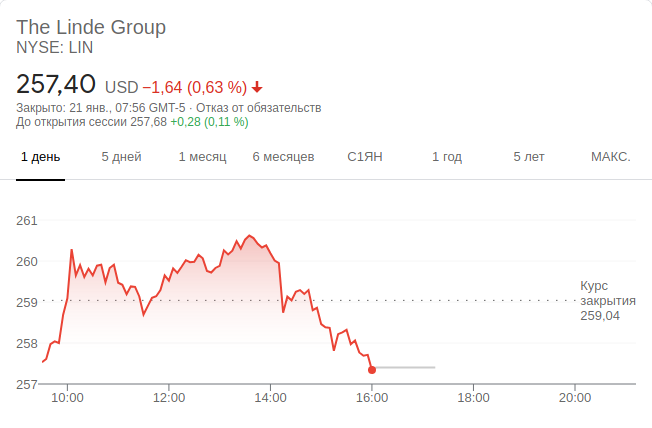 The Linde Group
NYSE: LIN
257,40 USD −1,64 (0,63 %)
Закрыто: 21 янв., 07:56 GMT-5 · Отказ от обязательств
До открытия сессии 257,68 +0,28 (0,11 %)
1 день 5 дней 1 месяц 6 месяцев С1ЯН 1 год 5 лет МАКС.
261
260
259
258
257
Курс
закрытия
259,04
10:00 12:00 14:00 16:00 18:00 20:00